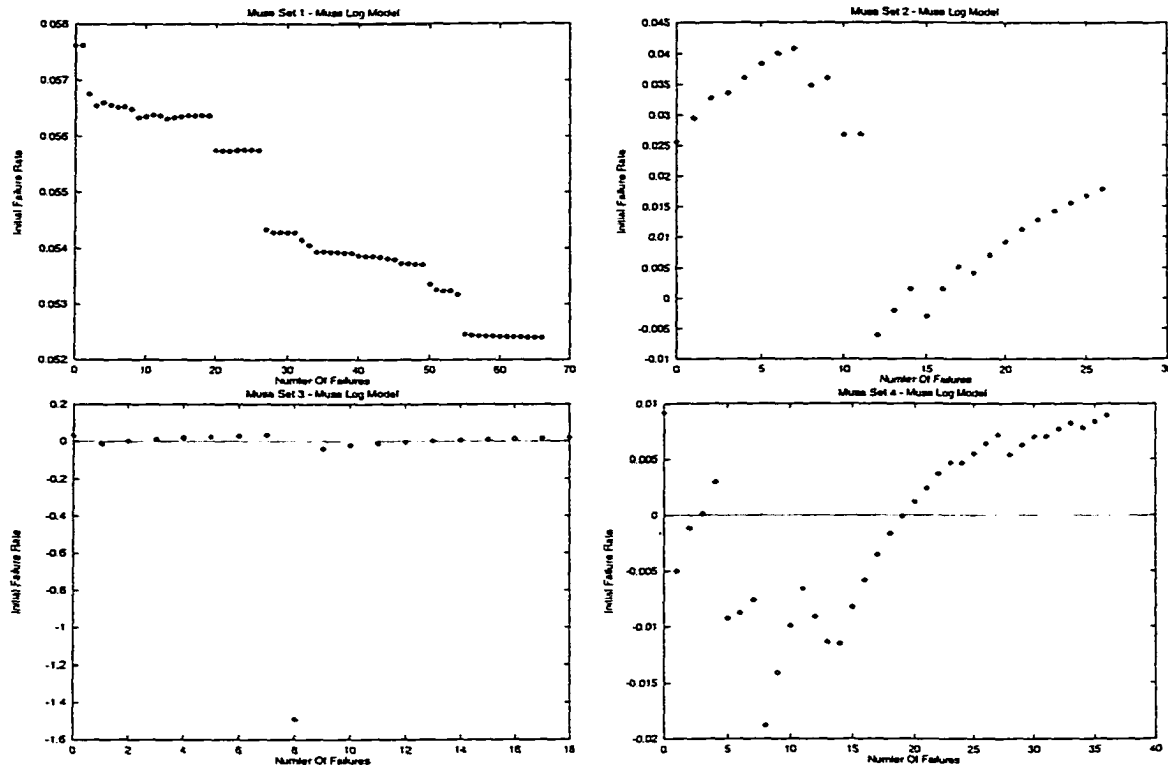 Musa Set 1 - Musa Log Model
0.058
0.057
0.056
0.055
0.054
0.053
0.052
Initial Failure Rate
0 10 20 30 40 50 60 70
Numter Of Failures
Musa Set 2 - Musa Log Model
0.045
0.04
0.035
0.03
0.025
0.02
0.015
0.01
0.005
0
-0.005
-0.01
Initial Failure Rate
0 5 10 15 20 25 30
Numter Of Failures
Musa Set 3 - Musa Log Model
0.2
0
-0.2
-0.4
-0.6
-0.8
-1
-1.2
-1.4
-1.6
Initial Failure Rate
0 2 4 6 8 10 12 14 16 18
Numter Of Failures
Musa Set 4 - Musa Log Model
0.01
0.005
0
-0.005
-0.01
-0.015
-0.02
Initial Failure Rate
0 5 10 15 20 25 30 35 40
Numter Of Failures